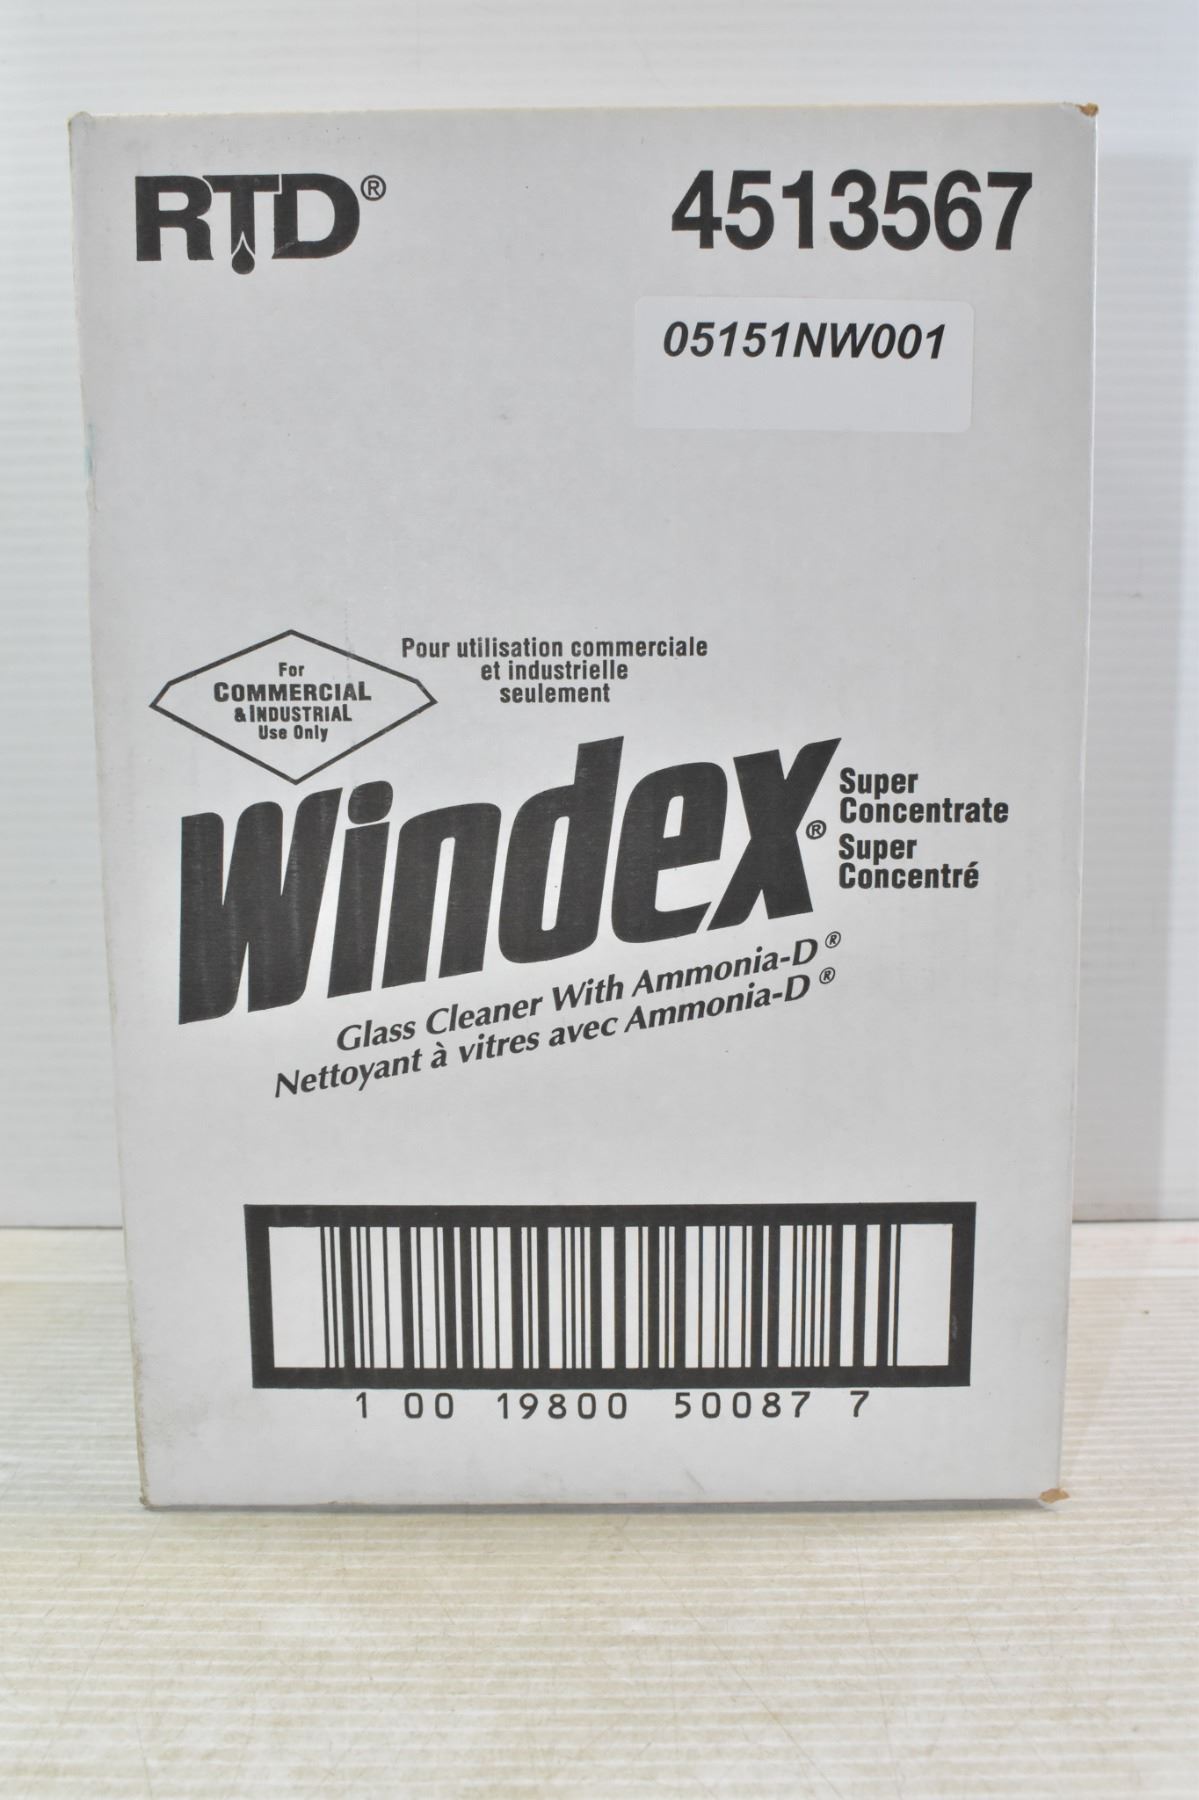 RTD®
4513567
05151NW001
For
COMMERCIAL
& INDUSTRIAL
Use Only
Pour utilisation commerciale
et industrielle
seulement
Windex®
Super
Concentrate
Super
Concentré
Glass Cleaner With Ammonia-D®
Nettoyant à vitres avec Ammonia-D®
1 00 19800 50087 7